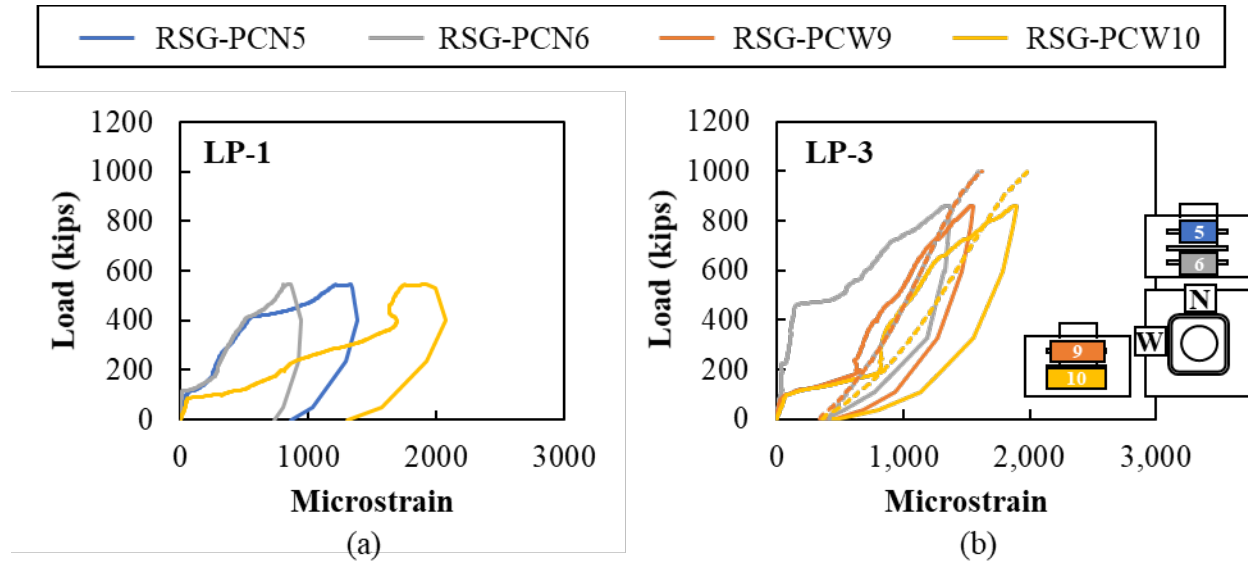 RSG-PCN5 RSG-PCN6 RSG-PCW9 RSG-PCW10
1200
1000
800
600
400
200
0
Load (kips)
LP-1
0 1000 2000 3000
Microstrain
(a)
1200
1000
800
600
400
200
0
Load (kips)
LP-3
0 1,000 2,000 3,000
Microstrain
(b)
5
6
N
W
9
10